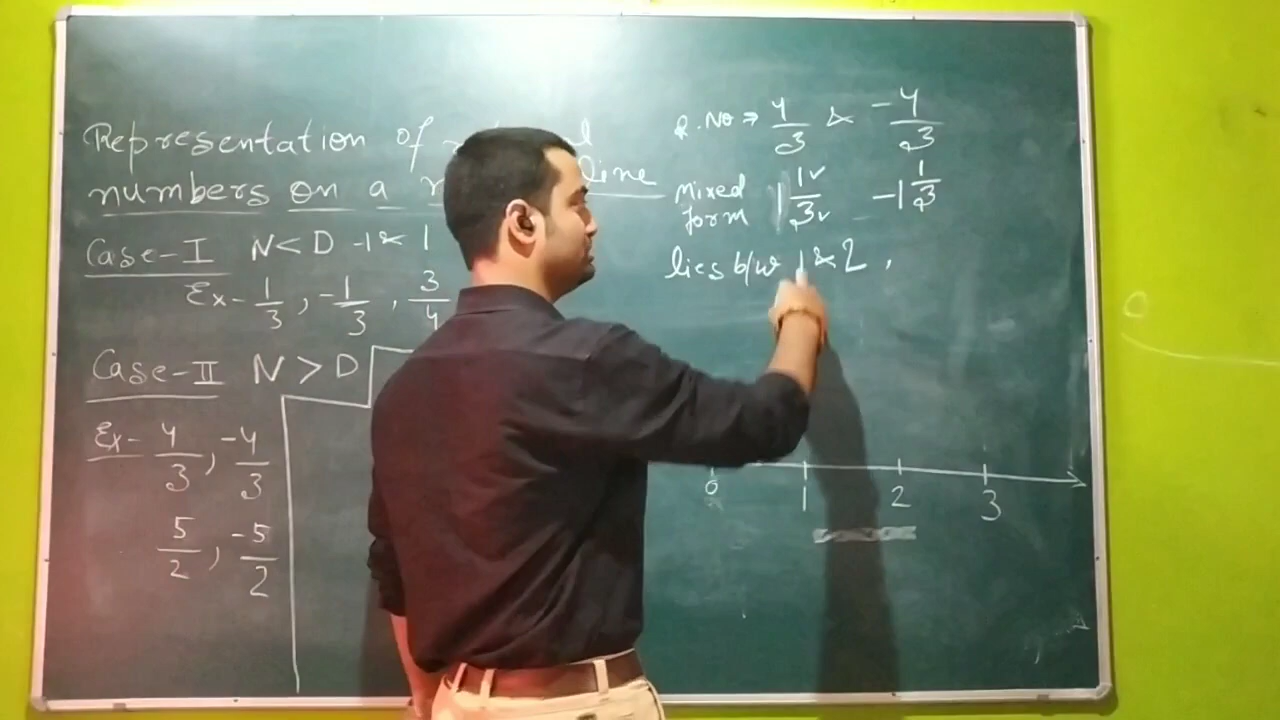 Representation of
numbers on a line
Case-I N<D -1 & 1
Ex- 1/3, -1/3, 3/4
Case-II N > D
Ex- 4/3, -4/3
5/2, -5/2
R.No ⇒ 4/3 & -4/3
Mixed form 1 1/3 -1 1/3
lies b/w 1 & 2,
0 1 2 3